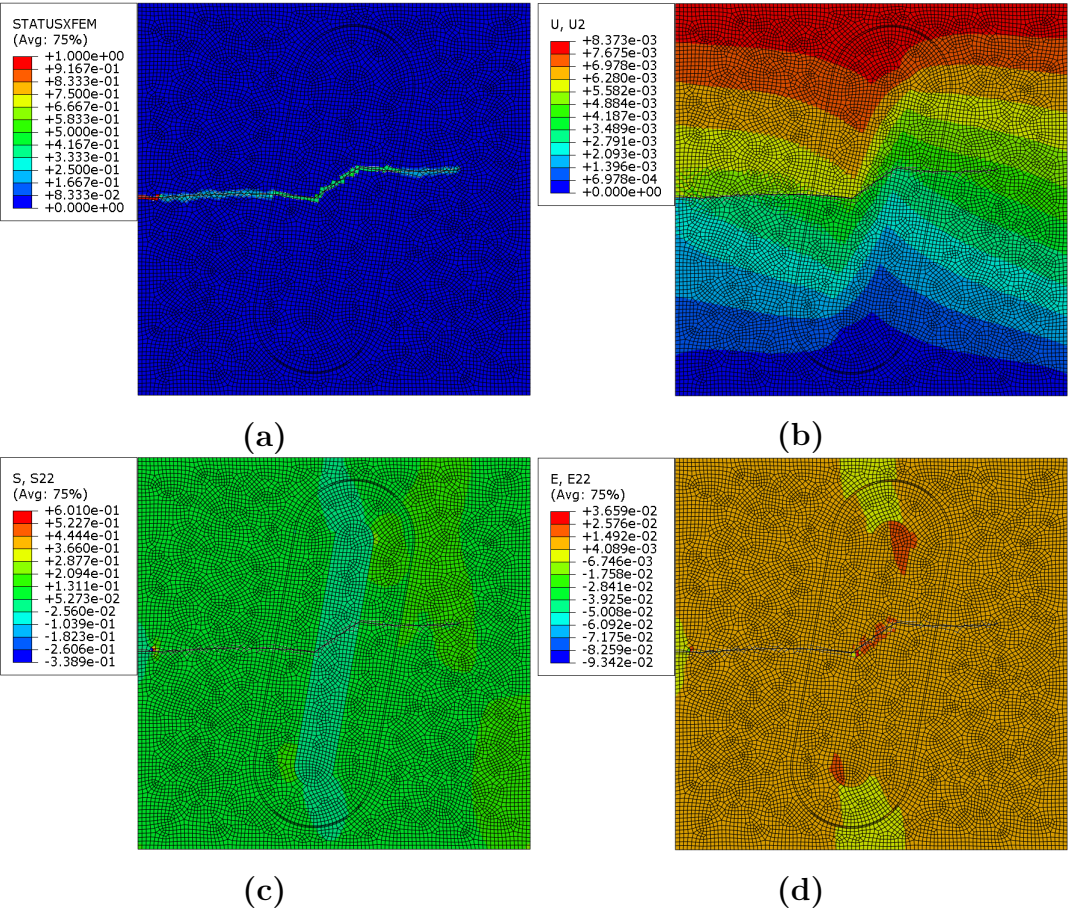 STATUSXFEM
(Avg: 75%)
+1.000e+00
+9.167e-01
+8.333e-01
+7.500e-01
+6.667e-01
+5.833e-01
+5.000e-01
+4.167e-01
+3.333e-01
+2.500e-01
+1.667e-01
+8.333e-02
+0.000e+00
(a)
U, U2
+8.373e-03
+7.675e-03
+6.978e-03
+6.280e-03
+5.582e-03
+4.884e-03
+4.187e-03
+3.489e-03
+2.791e-03
+2.093e-03
+1.396e-03
+6.978e-04
+0.000e+00
(b)
S, S22
(Avg: 75%)
+6.010e-01
+5.227e-01
+4.444e-01
+3.660e-01
+2.877e-01
+2.094e-01
+1.311e-01
+5.273e-02
-2.560e-02
-1.039e-01
-1.823e-01
-2.606e-01
-3.389e-01
(c)
E, E22
(Avg: 75%)
+3.659e-02
+2.576e-02
+1.492e-02
+4.089e-03
-6.746e-03
-1.758e-02
-2.841e-02
-3.925e-02
-5.008e-02
-6.092e-02
-7.175e-02
-8.259e-02
-9.342e-02
(d)